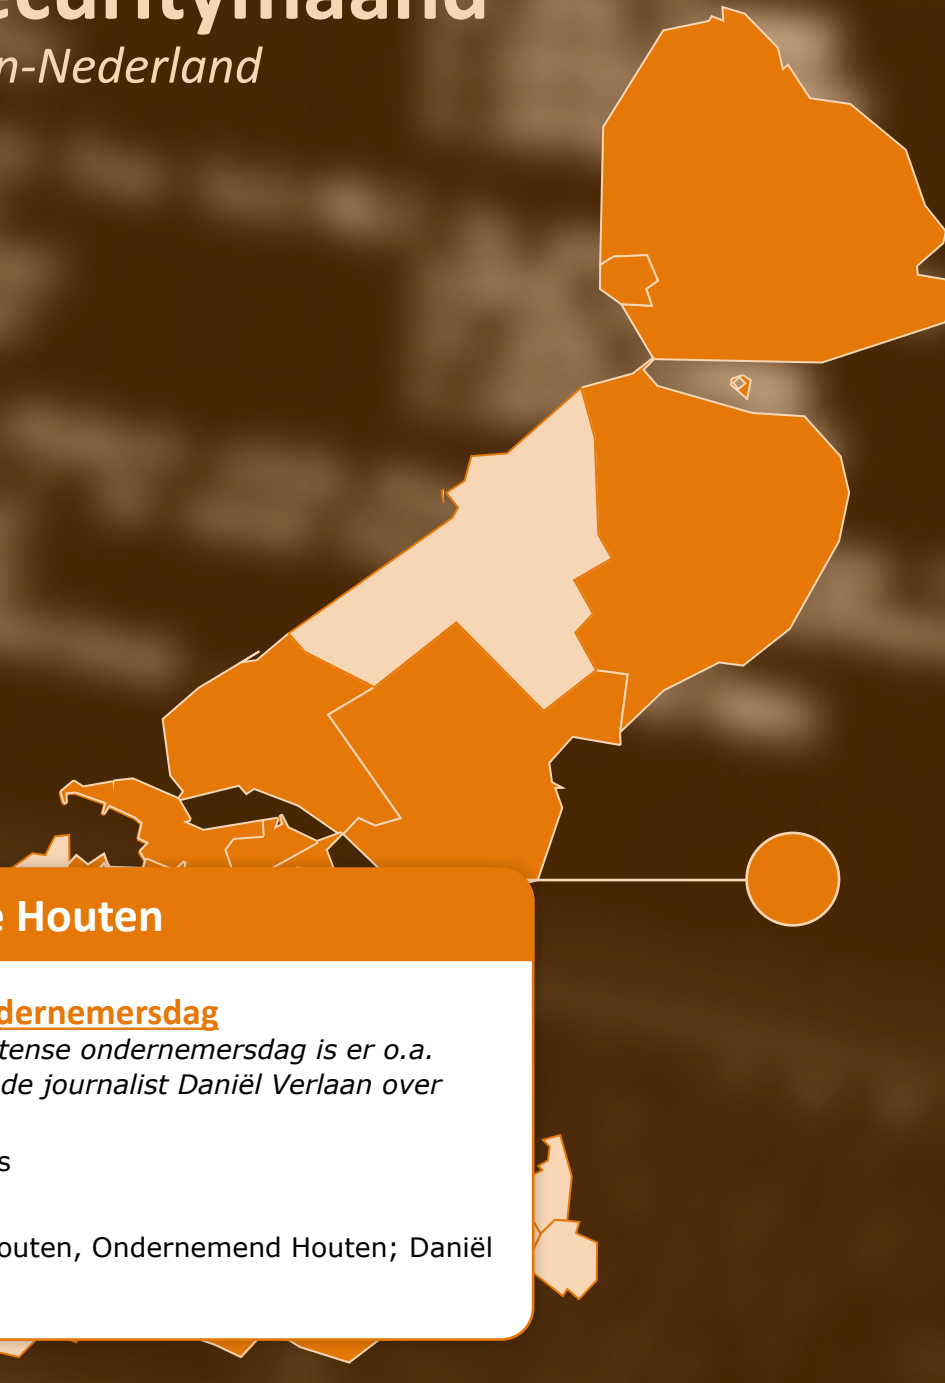 ecuritymaand
n-Nederland
e Houten
dernemersdag
tense ondernemersdag is er o.a.
de journalist Daniël Verlaan over
s
outen, Ondernemend Houten; Daniël